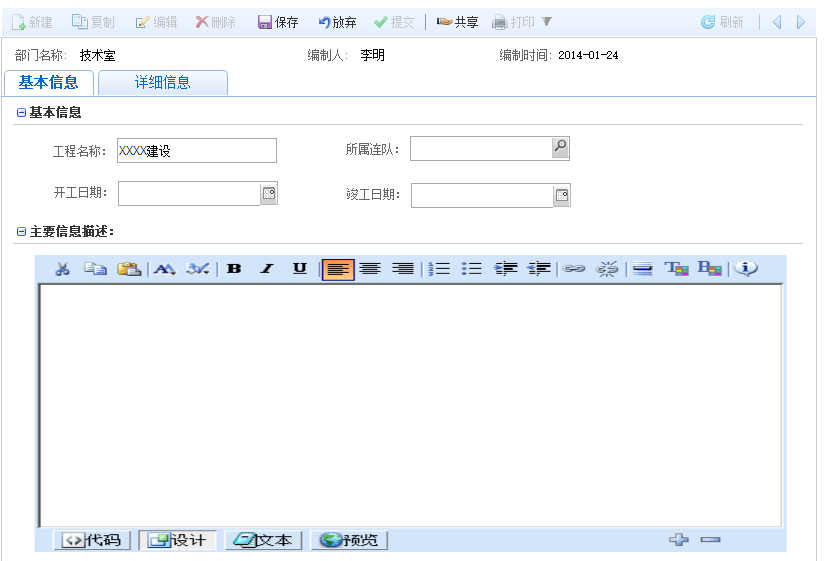 新建 复制 编辑 删除 保存 放弃 提交 共享 打印 刷新
部门名称: 技术室 编制人: 李明 编制时间: 2014-01-24
基本信息 详细信息
基本信息
工程名称: XXXX建设 所属连队:
开工日期: 竣工日期:
主要信息描述:
B I U
代码 设计 文本 预览